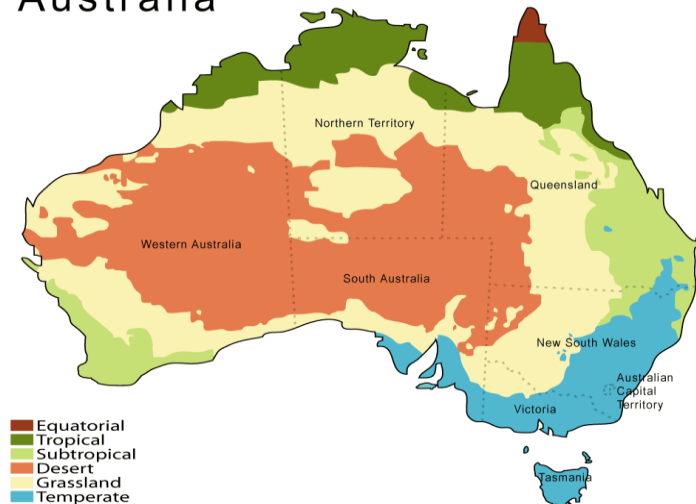 Australia
Northern Territory
Queensland
Western Australia
South Australia
New South Wales
Australian
Capital
Territory
Victoria
Tasmania
Equatorial
Tropical
Subtropical
Desert
Grassland
Temperate